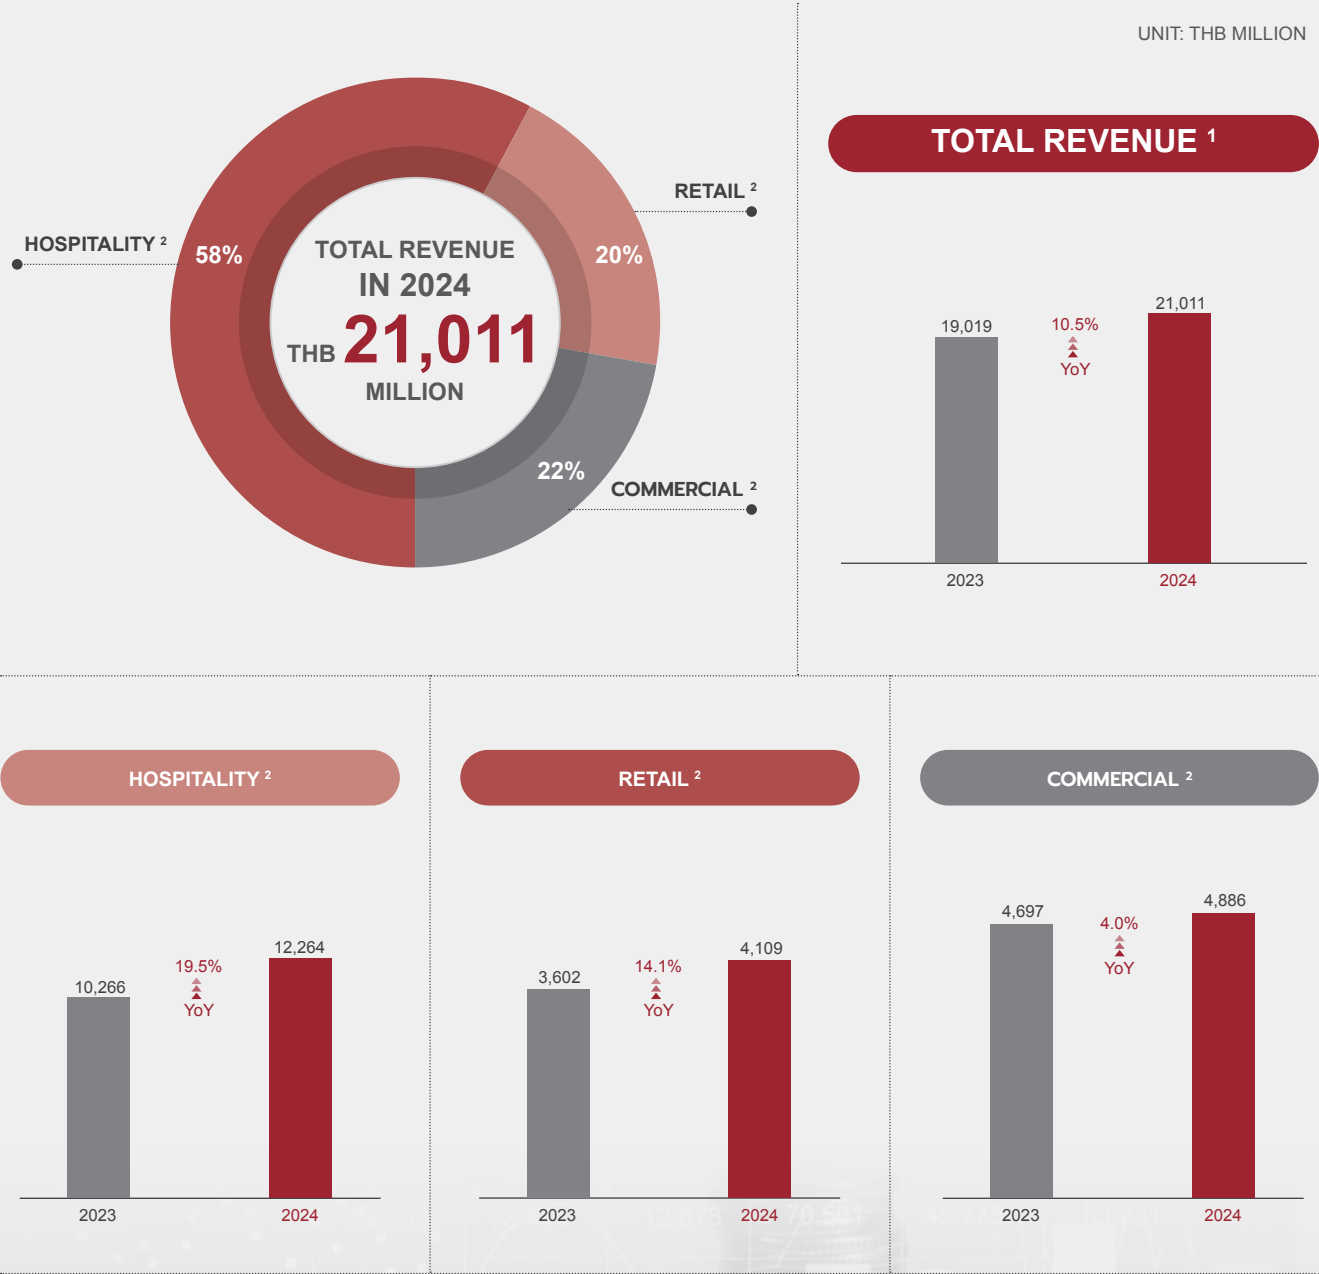 UNIT: THB MILLION
HOSPITALITY 2
58%
RETAIL 2
20%
COMMERCIAL 2
22%
TOTAL REVENUE
IN 2024
THB 21,011
MILLION
TOTAL REVENUE 1
19,019
10.5%
YoY
21,011
2023
2024
HOSPITALITY 2
10,266
19.5%
YoY
12,264
2023
2024
RETAIL 2
3,602
14.1%
YoY
4,109
2023
2024
COMMERCIAL 2
4,697
4.0%
YoY
4,886
2023
2024